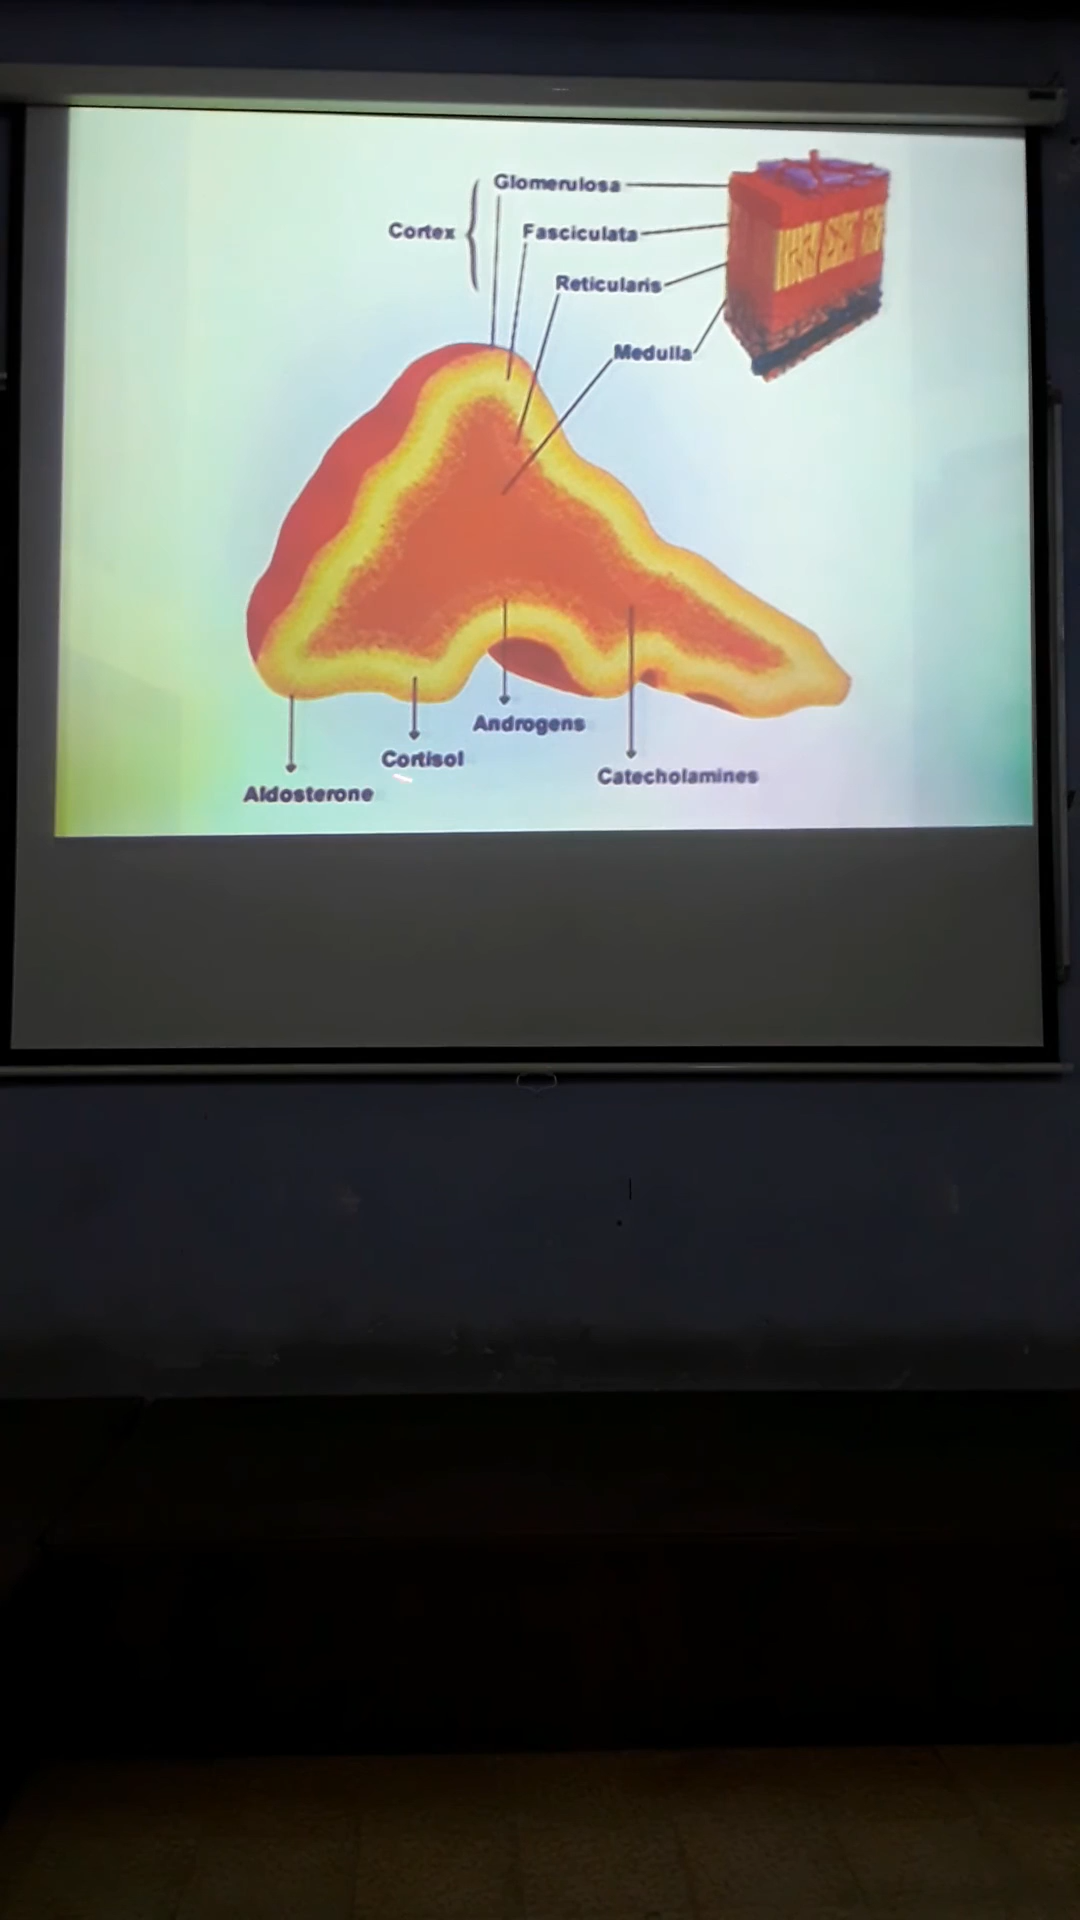 Glomerulosa
Cortex
Fasciculata
Reticularis
Medulla
Androgens
Cortisol
Catecholamines
Aldosterone